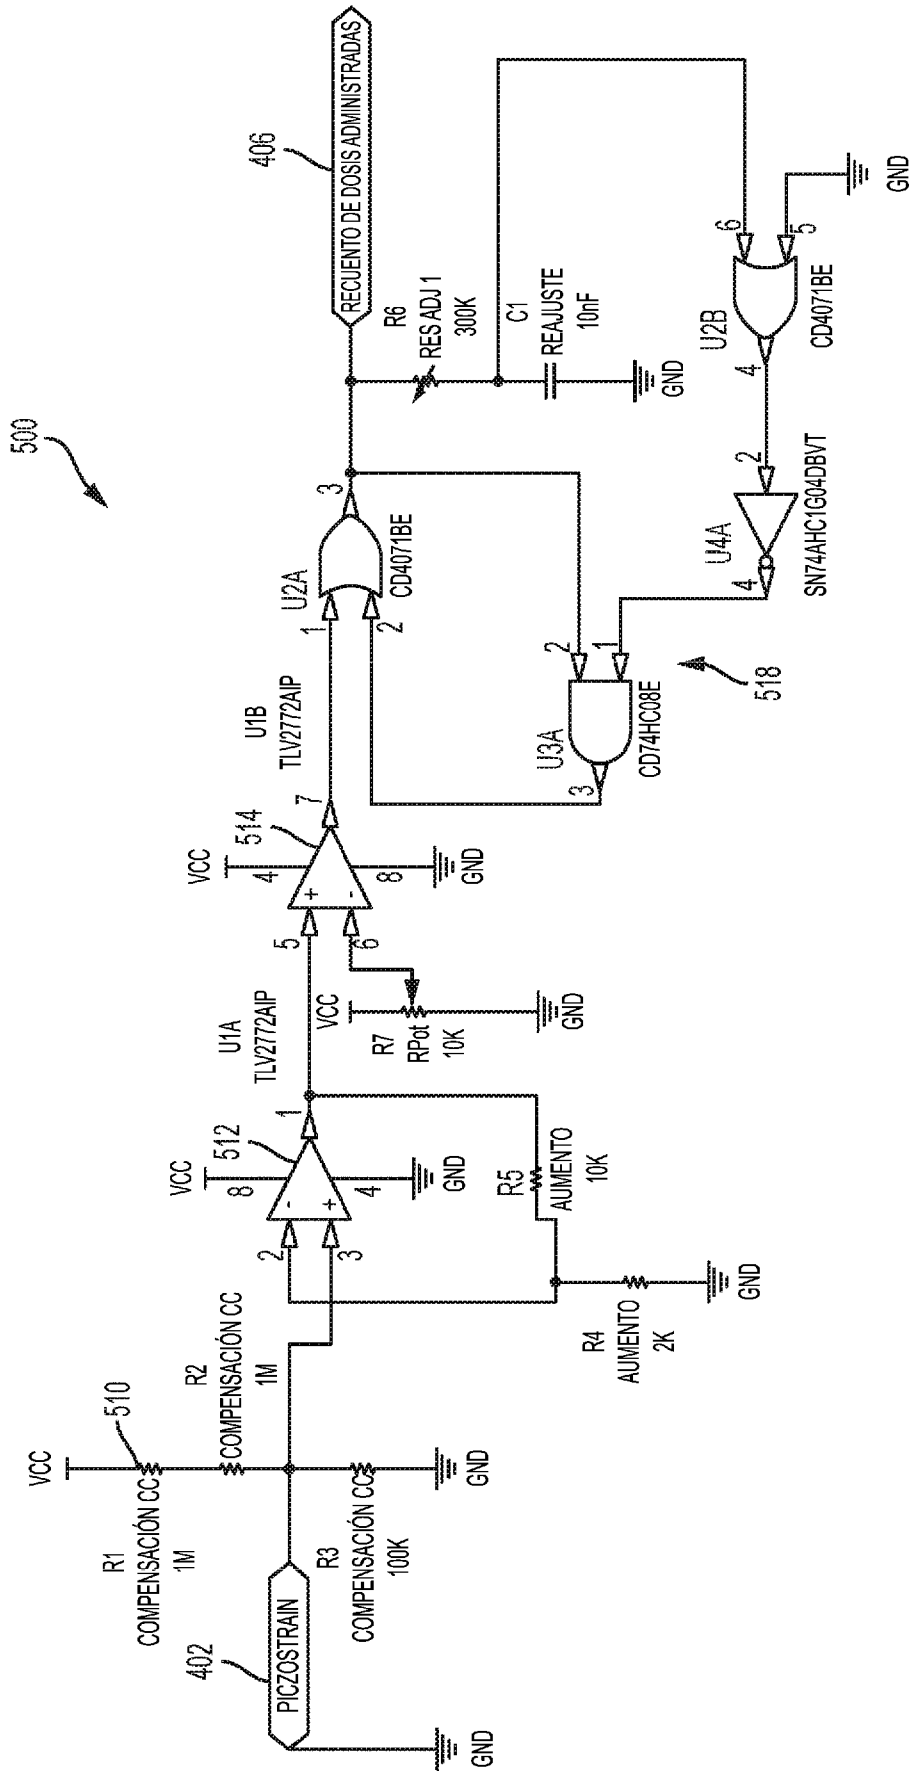 500
402
PICZOSTRAIN
GND
VCC
510
R1
COMPENSACIÓN CC
1M
R2
COMPENSACIÓN CC
1M
R3
COMPENSACIÓN CC
100K
GND
VCC
512
8
2
-
3
+
1
4
GND
U1A
TLV2772AIP
R5
AUMENTO
10K
R4
AUMENTO
2K
GND
VCC
R7
RPot
10K
GND
VCC
514
4
5
+
6
-
7
8
GND
U1B
TLV2772AIP
1
2
U2A
3
CD4071BE
406
RECUENTO DE DOSIS ADMINISTRADAS
R6
RES ADJ 1
300K
C1
REAJUSTE
10nF
GND
3
U3A
2
1
CD74HC08E
518
4
U4A
2
SN74AHC1G04DBVT
4
U2B
6
5
CD4071BE
GND